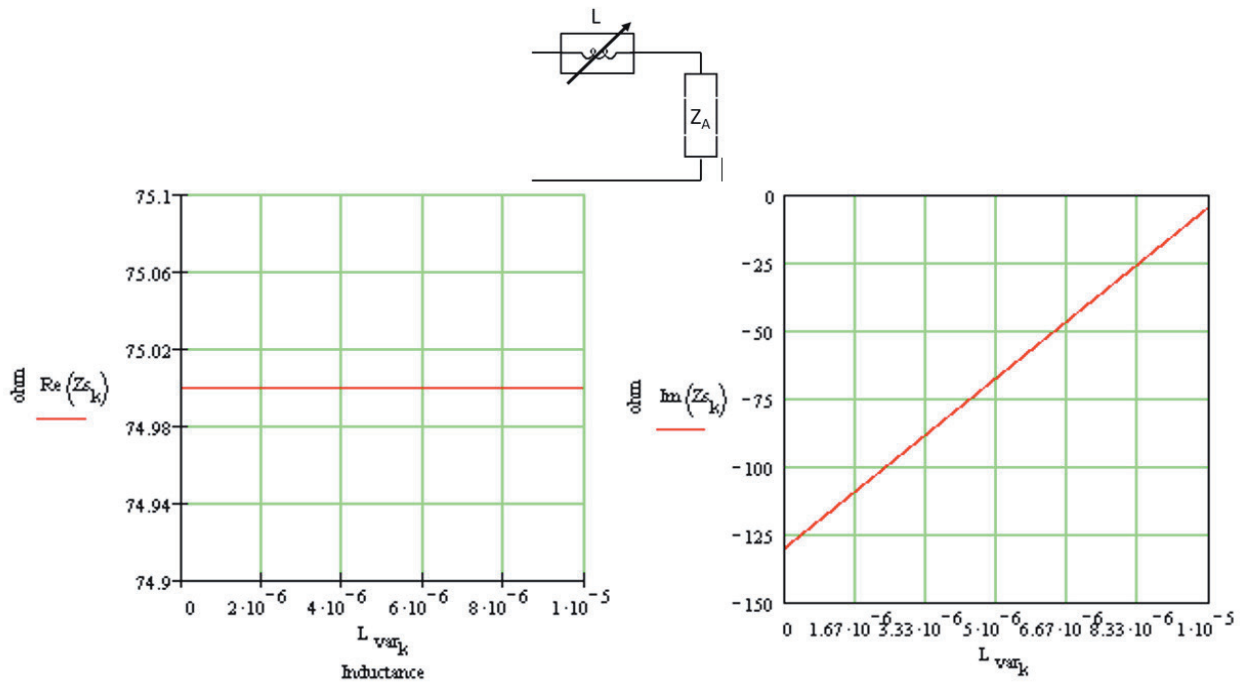 L
Z_A
75.1
75.06
75.02
74.98
74.94
74.9
ohm
Re(Zs_k)
0 2·10^-6 4·10^-6 6·10^-6 8·10^-6 1·10^-5
L_var_k
Inductance
0
-25
-50
-75
-100
-125
-150
ohm
Im(Zs_k)
0 1.67·10^-6 3.33·10^-6 5·10^-6 6.67·10^-6 8.33·10^-6 1·10^-5
L_var_k